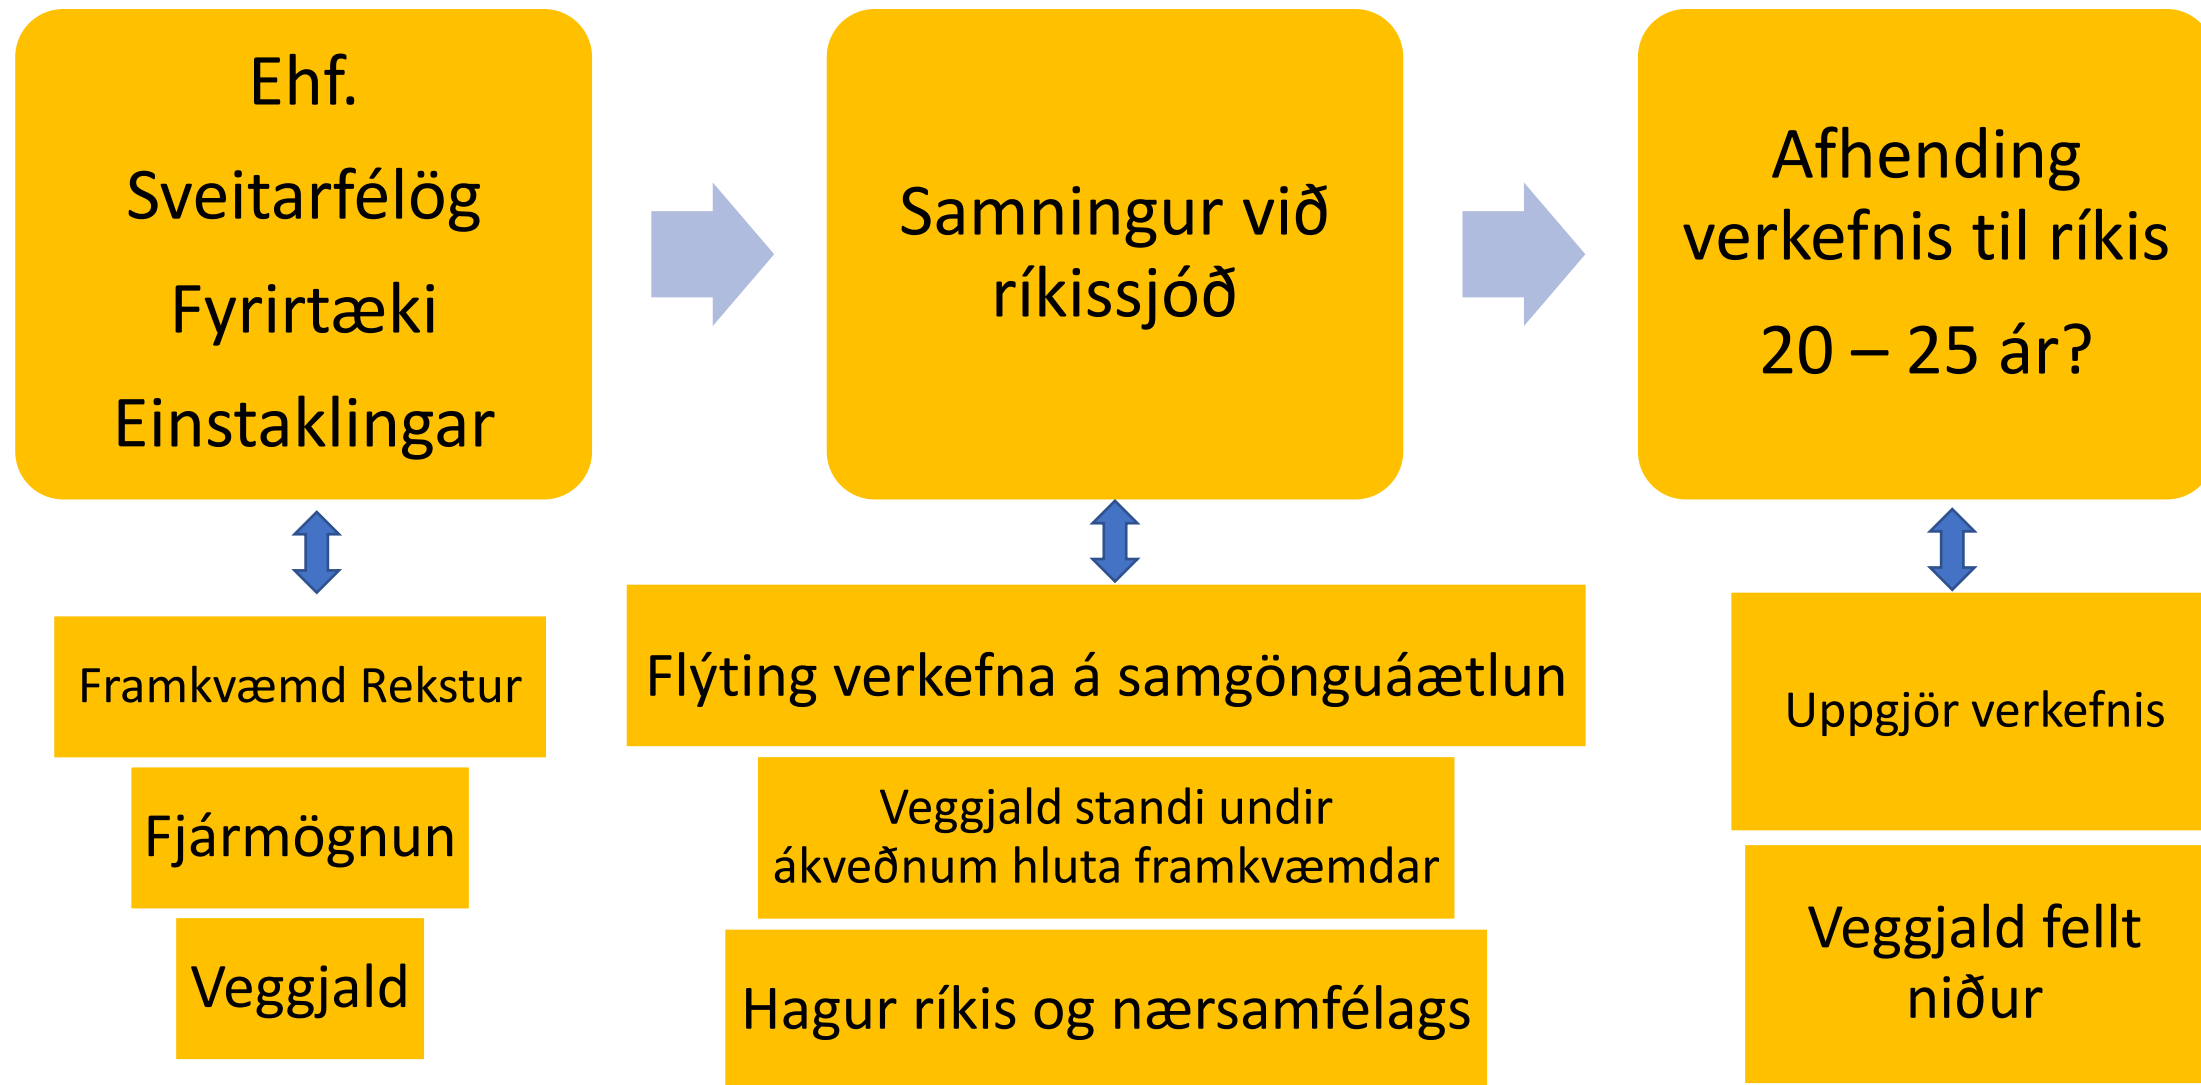 Ehf.
Sveitarfélög
Fyrirtæki
Einstaklingar
Samningur við
ríkissjóð
Afhending
verkefnis til ríkis
20 – 25 ár?
Framkvæmd Rekstur
Fjármögnun
Veggjald
Flýting verkefna á samgönguáætlun
Veggjald standi undir
ákveðnum hluta framkvæmdar
Hagur ríkis og nærsamfélags
Uppgjör verkefnis
Veggjald fellt
niður